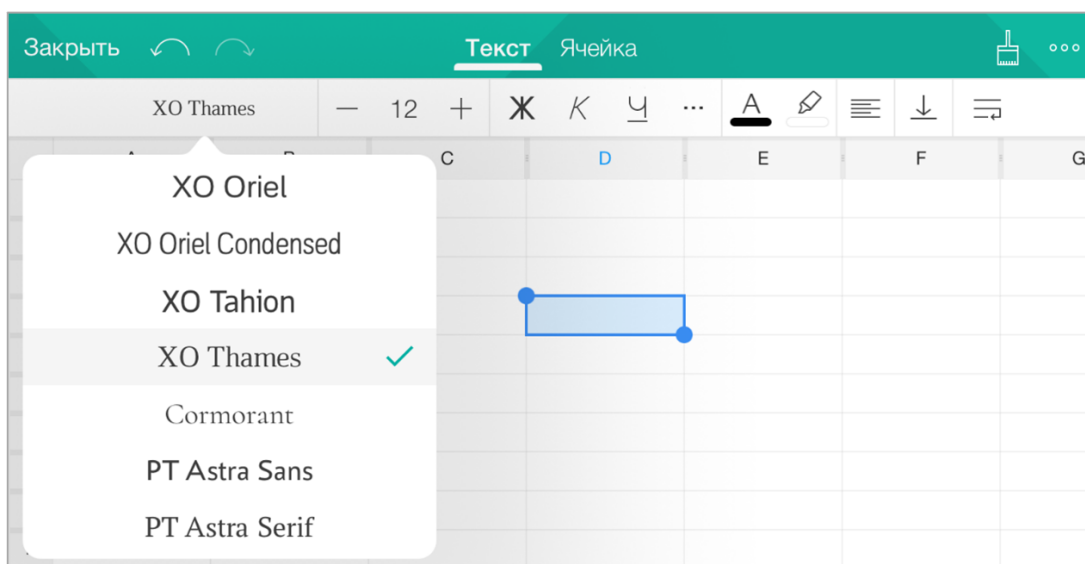 Закрыть Текст Ячейка
XO Thames — 12 + Ж К Ч ... A
C D E F G
XO Oriel
XO Oriel Condensed
XO Tahion
XO Thames
Cormorant
PT Astra Sans
PT Astra Serif